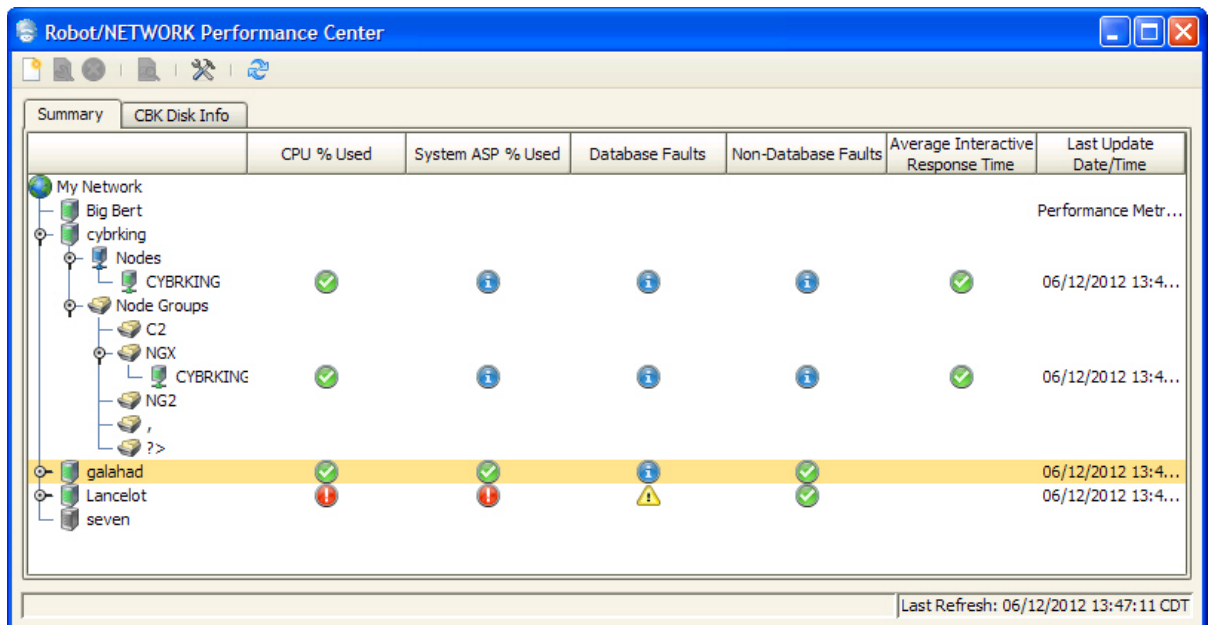 Robot/NETWORK Performance Center
Summary
CBK Disk Info
CPU % Used
System ASP % Used
Database Faults
Non-Database Faults
Average Interactive
Response Time
Last Update
Date/Time
My Network
Big Bert
Performance Metr...
cybrking
Nodes
CYBRKING
06/12/2012 13:4...
Node Groups
C2
NGX
CYBRKING
06/12/2012 13:4...
NG2
,
?>
galahad
06/12/2012 13:4...
Lancelot
06/12/2012 13:4...
seven
Last Refresh: 06/12/2012 13:47:11 CDT